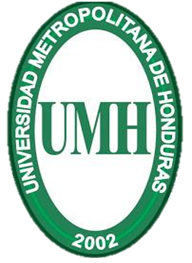 UNIVERSIDAD METROPOLITANA DE HONDURAS
UMH
2002